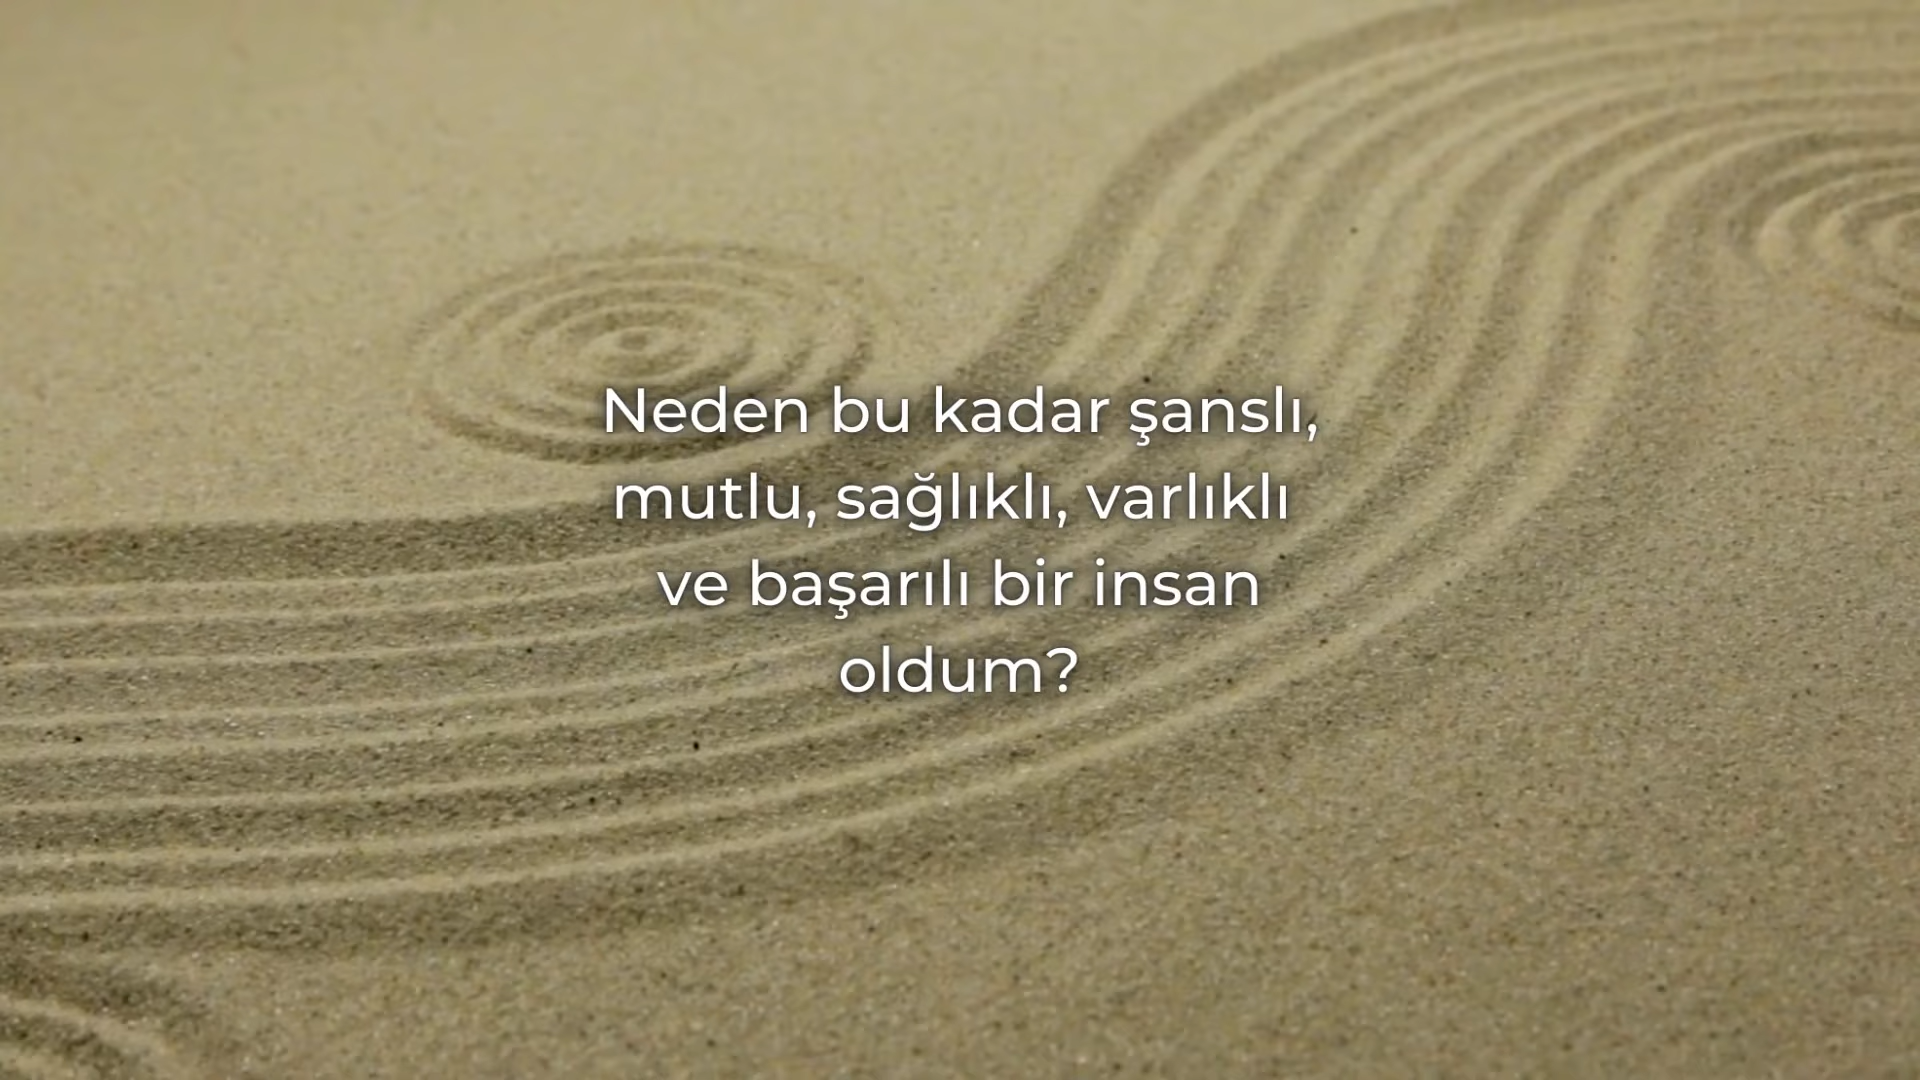 Neden bu kadar şanslı,
mutlu, sağlıklı, varlıklı
ve başarılı bir insan
oldum?